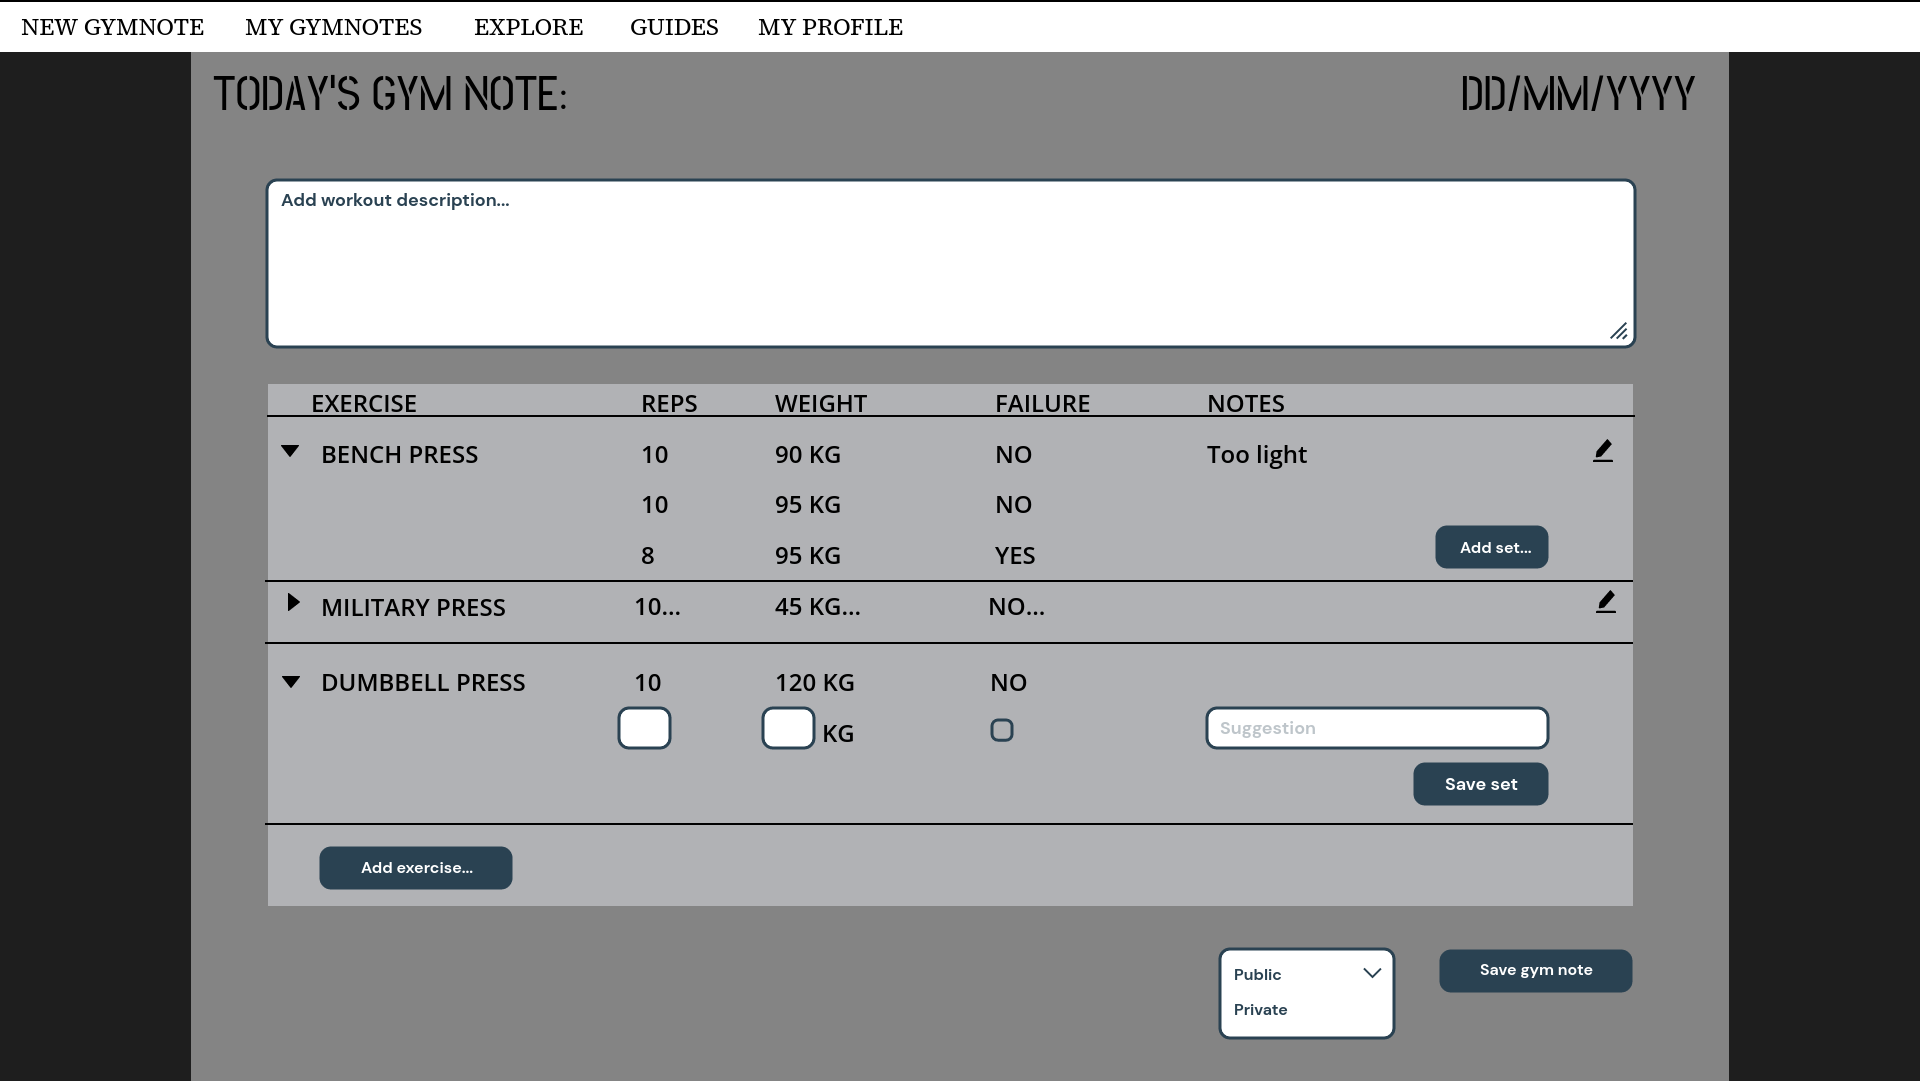 NEW GYMNOTE MY GYMNOTES EXPLORE GUIDES MY PROFILE
TODAY'S GYM NOTE: DD/MM/YYYY
Add workout description...
EXERCISE REPS WEIGHT FAILURE NOTES
BENCH PRESS 10 90 KG NO Too light
10 95 KG NO
8 95 KG YES Add set...
MILITARY PRESS 10... 45 KG... NO...
DUMBBELL PRESS 10 120 KG NO
KG Suggestion
Save set
Add exercise...
Public Save gym note
Private